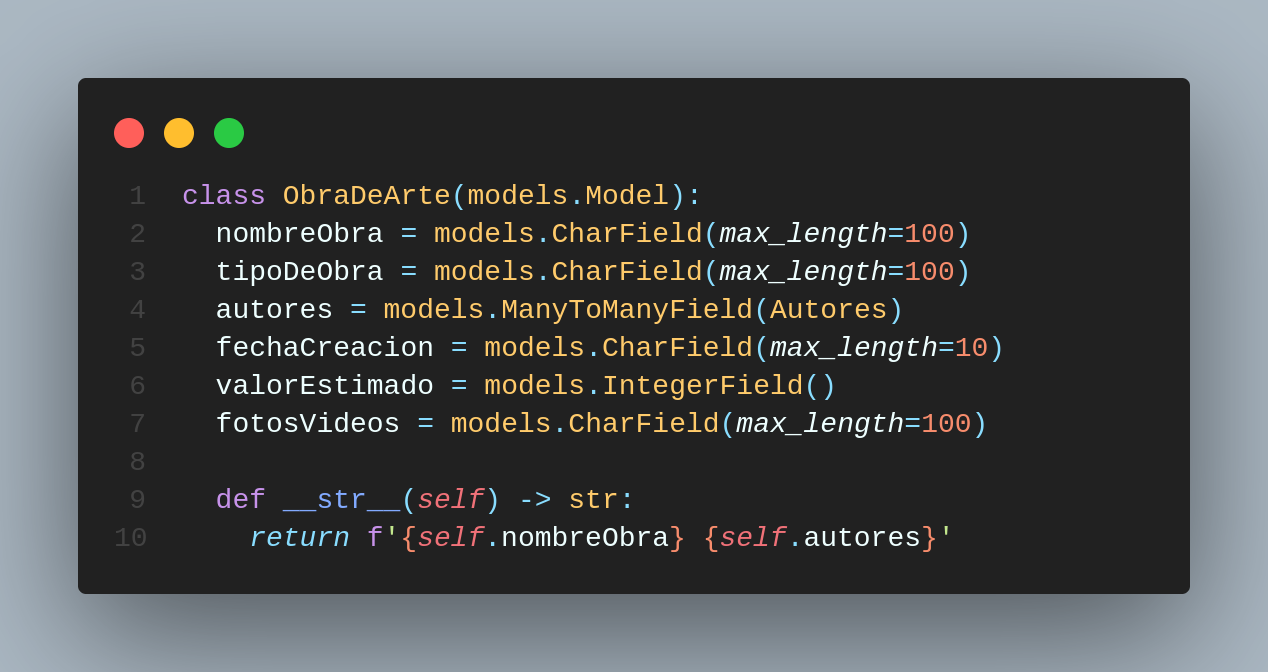 1 class ObraDeArte(models.Model):
2   nombreObra = models.CharField(max_length=100)
3   tipoDeObra = models.CharField(max_length=100)
4   autores = models.ManyToManyField(Autores)
5   fechaCreacion = models.CharField(max_length=10)
6   valorEstimado = models.IntegerField()
7   fotosVideos = models.CharField(max_length=100)
8
9   def __str__(self) -> str:
10     return f'{self.nombreObra} {self.autores}'